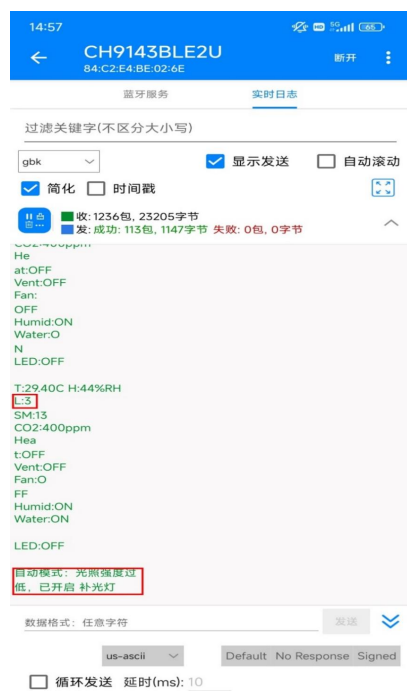 14:57
5G 65
CH9143BLE2U
84:C2:E4:BE:02:6E
断开
蓝牙服务 实时日志
过滤关键字(不区分大小写)
gbk 显示发送 自动滚动
简化 时间戳
收: 1236包, 23205字节
发: 成功: 113包, 1147字节 失败: 0包, 0字节
CO2:400ppm
He
at:OFF
Vent:OFF
Fan:
OFF
Humid:ON
Water:O
N
LED:OFF
T:29.40C H:44%RH
L:3
SM:13
CO2:400ppm
Hea
t:OFF
Vent:OFF
Fan:O
FF
Humid:ON
Water:ON
LED:OFF
自动模式：光照强度过
低，已开启 补光灯
数据格式: 任意字符 发送
us-ascii Default No Response Signed
循环发送 延时(ms): 10